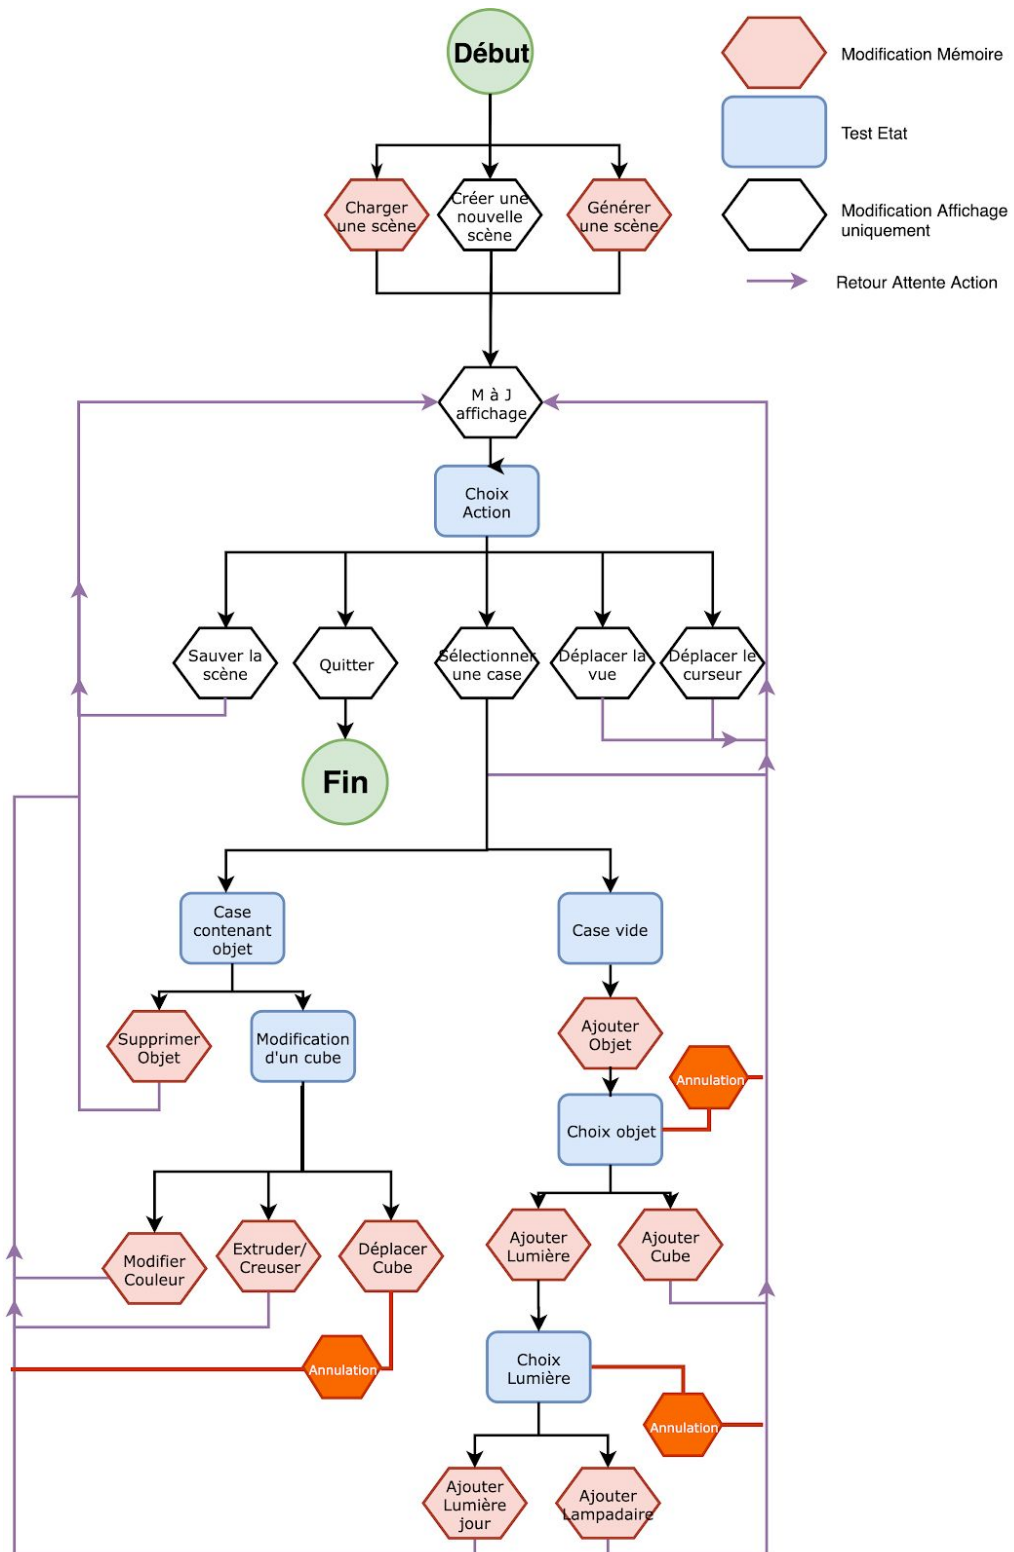 Début
Modification Mémoire
Test Etat
Charger
une scène
Créer une
nouvelle
scène
Générer
une scène
Modification Affichage
uniquement
Retour Attente Action
M à J
affichage
Choix
Action
Sauver la
scène
Quitter
Sélectionner
une case
Déplacer la
vue
Déplacer le
curseur
Fin
Case
contenant
objet
Case vide
Supprimer
Objet
Modification
d'un cube
Ajouter
Objet
Annulation
Choix objet
Modifier
Couleur
Extruder/
Creuser
Déplacer
Cube
Ajouter
Lumière
Ajouter
Cube
Annulation
Choix
Lumière
Annulation
Ajouter
Lumière
jour
Ajouter
Lampadaire